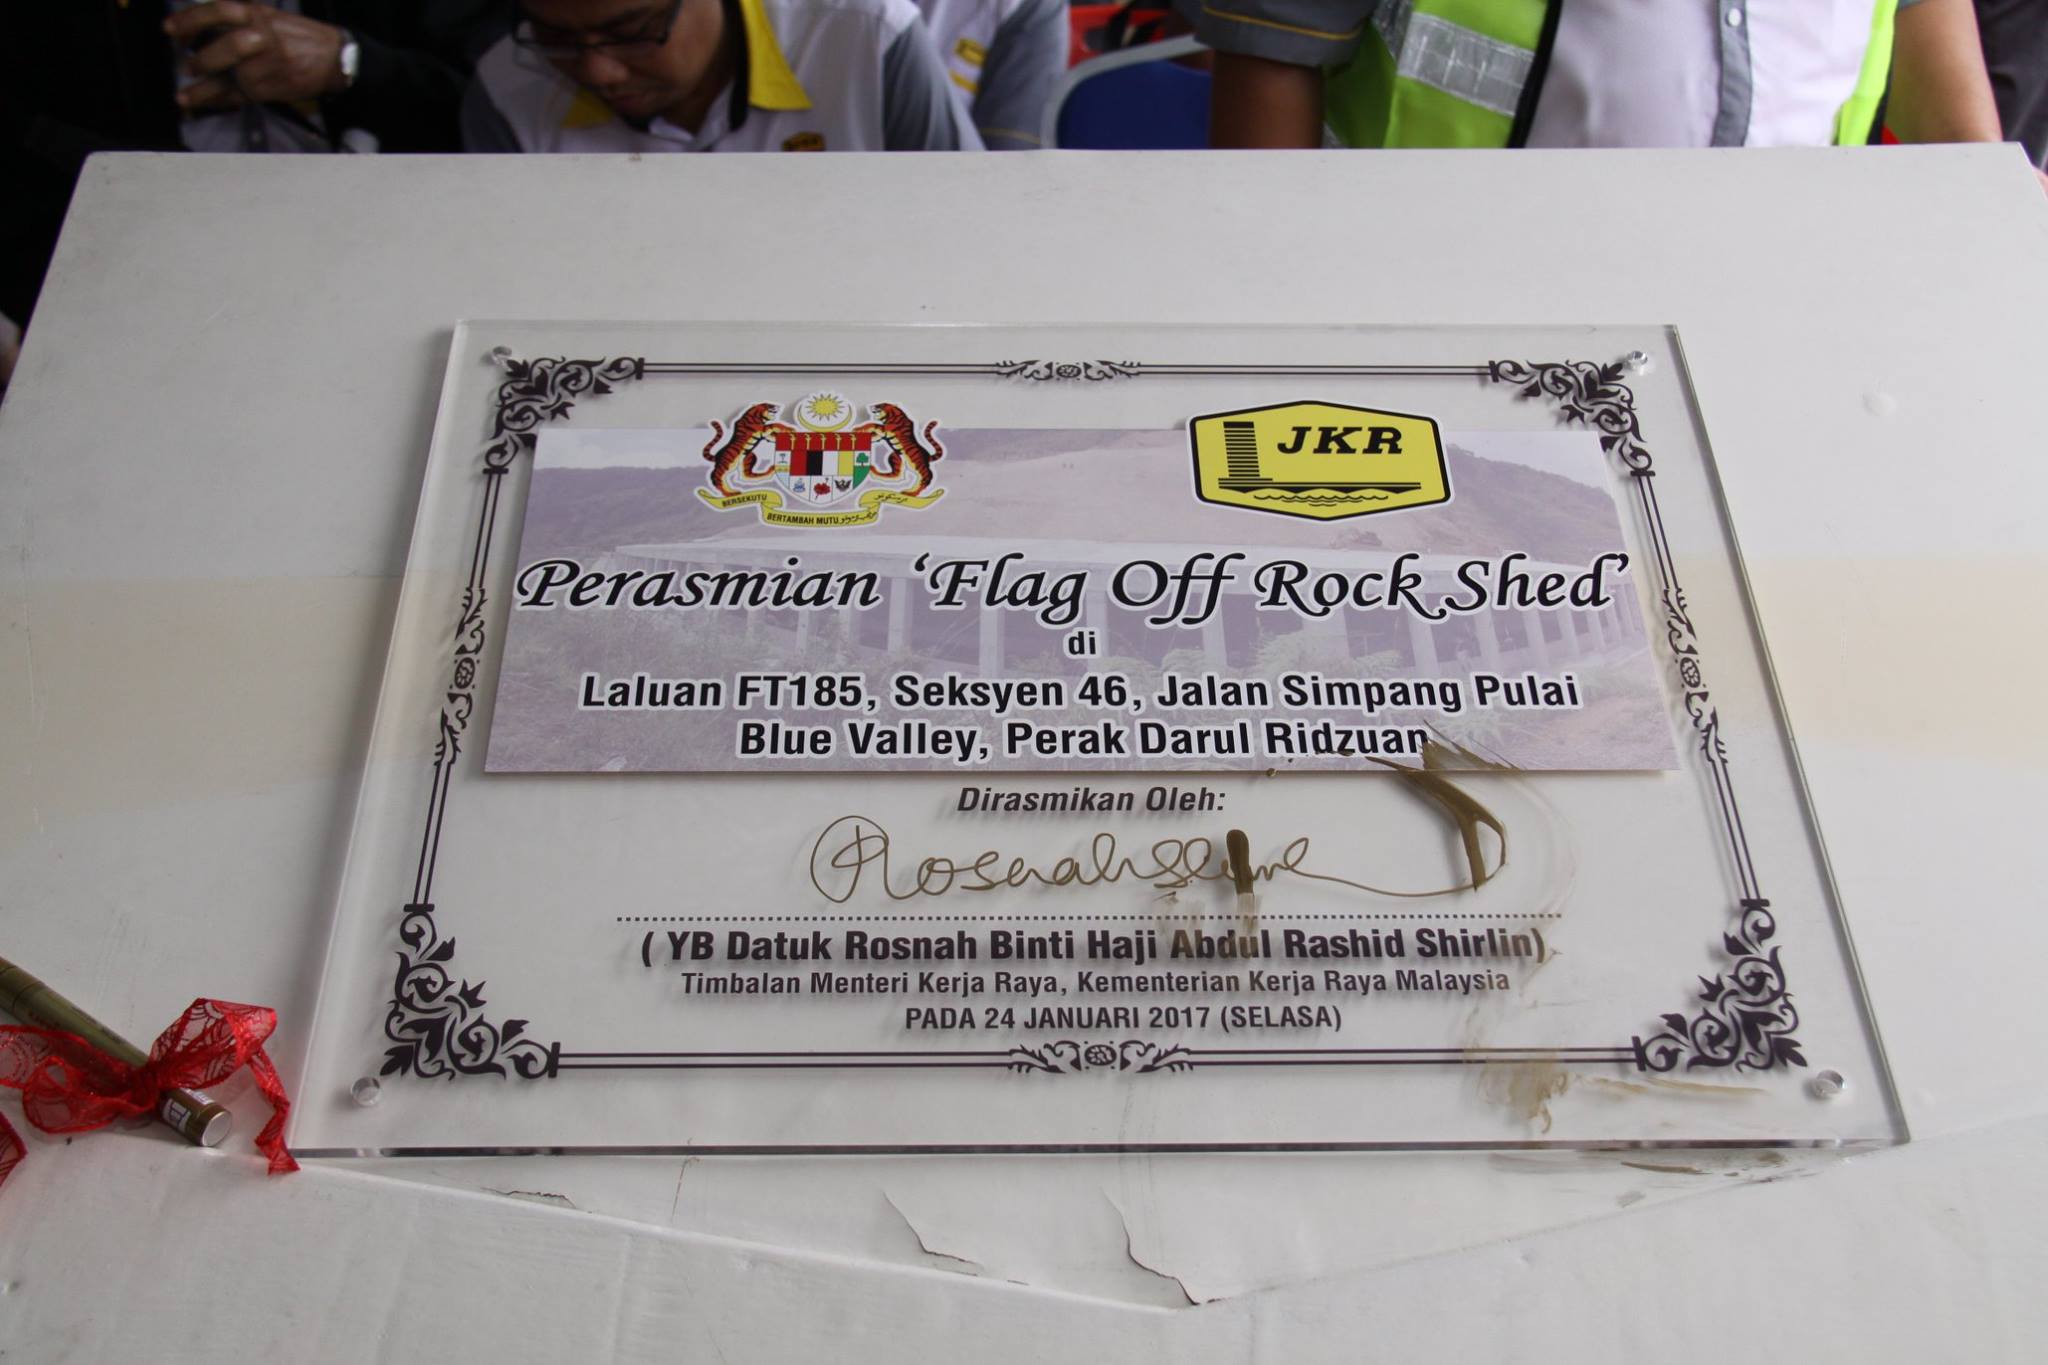 BERSEKUTU
BERTAMBAH MUTU
JKR
Perasmian ‘Flag Off Rock Shed’
di
Laluan FT185, Seksyen 46, Jalan Simpang Pulai
Blue Valley, Perak Darul Ridzuan
Dirasmikan Oleh:
( YB Datuk Rosnah Binti Haji Abdul Rashid Shirlin)
Timbalan Menteri Kerja Raya, Kementerian Kerja Raya Malaysia
PADA 24 JANUARI 2017 (SELASA)